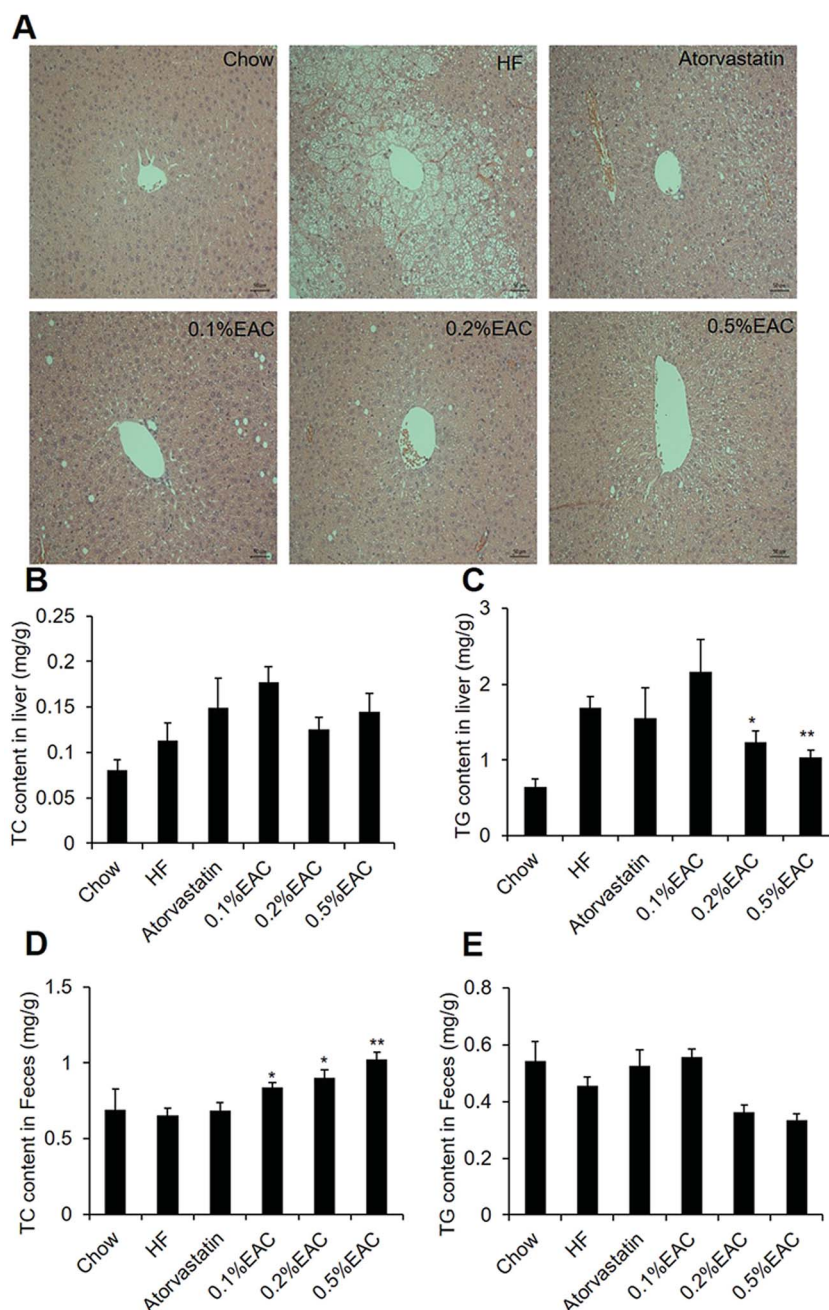 A
Chow
HF
Atorvastatin
0.1%EAC
0.2%EAC
0.5%EAC
B
TC content in liver (mg/g)
0.25
0.2
0.15
0.1
0.05
0
Chow
HF
Atorvastatin
0.1%EAC
0.2%EAC
0.5%EAC
C
TG content in liver (mg/g)
3
2
1
0
*
**
Chow
HF
Atorvastatin
0.1%EAC
0.2%EAC
0.5%EAC
D
TC content in Feces (mg/g)
1.5
1
0.5
0
*
*
**
Chow
HF
Atorvastatin
0.1%EAC
0.2%EAC
0.5%EAC
E
TG content in Feces (mg/g)
0.8
0.6
0.4
0.2
0
Chow
HF
Atorvastatin
0.1%EAC
0.2%EAC
0.5%EAC